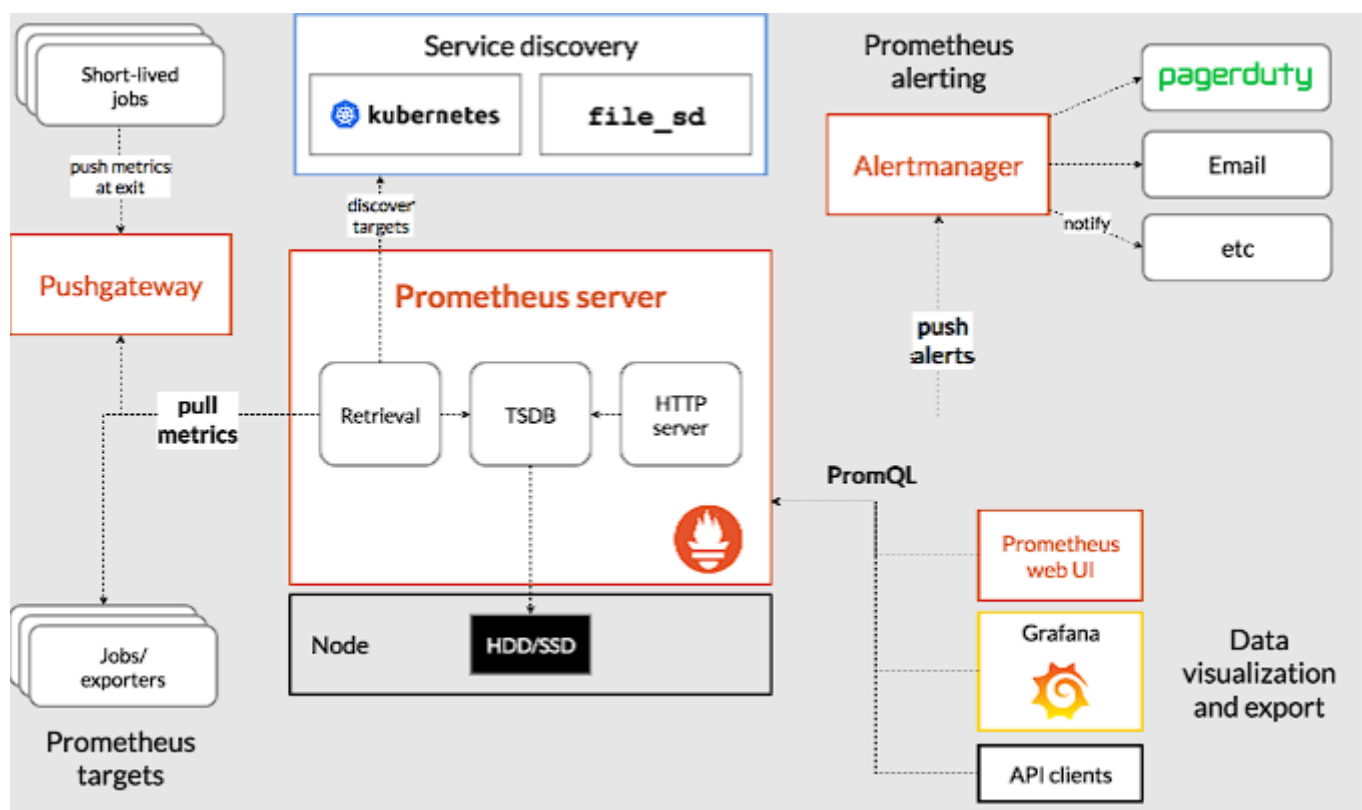 Short-lived
jobs
push metrics
at exit
Pushgateway
Service discovery
kubernetes
file_sd
discover
targets
Prometheus
alerting
pagerduty
Alertmanager
Email
notify
etc
Prometheus server
push
alerts
pull
metrics
Retrieval
TSDB
HTTP
server
PromQL
Node
HDD/SSD
Jobs/
exporters
Prometheus
targets
Prometheus
web UI
Grafana
API clients
Data
visualization
and export